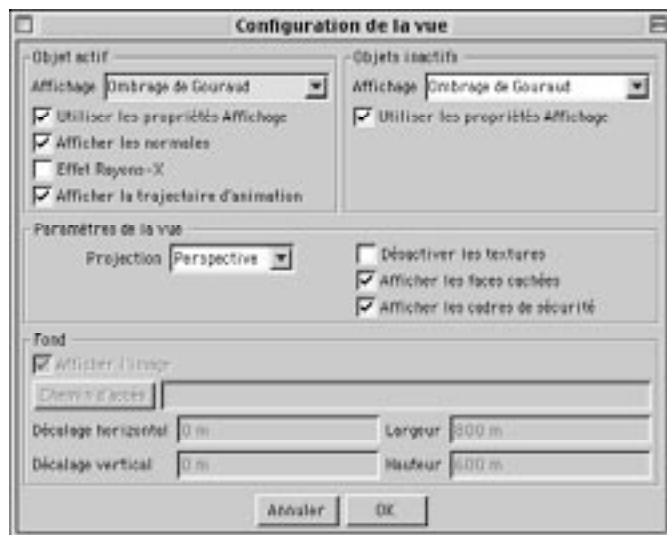 Configuration de la vue
Objet actif
Affichage Ombrage de Gouraud
Utiliser les propriétés Affichage
Afficher les normales
Effet Rayons-X
Afficher la trajectoire d'animation
Objets inactifs
Affichage Ombrage de Gouraud
Utiliser les propriétés Affichage
Paramètres de la vue
Projection Perspective
Désactiver les textures
Afficher les faces cachées
Afficher les cadres de sécurité
Fond
Afficher l'image
Chemin d'accès
Décalage horizontal 0 m
Largeur 800 m
Décalage vertical 0 m
Hauteur 600 m
Annuler
OK